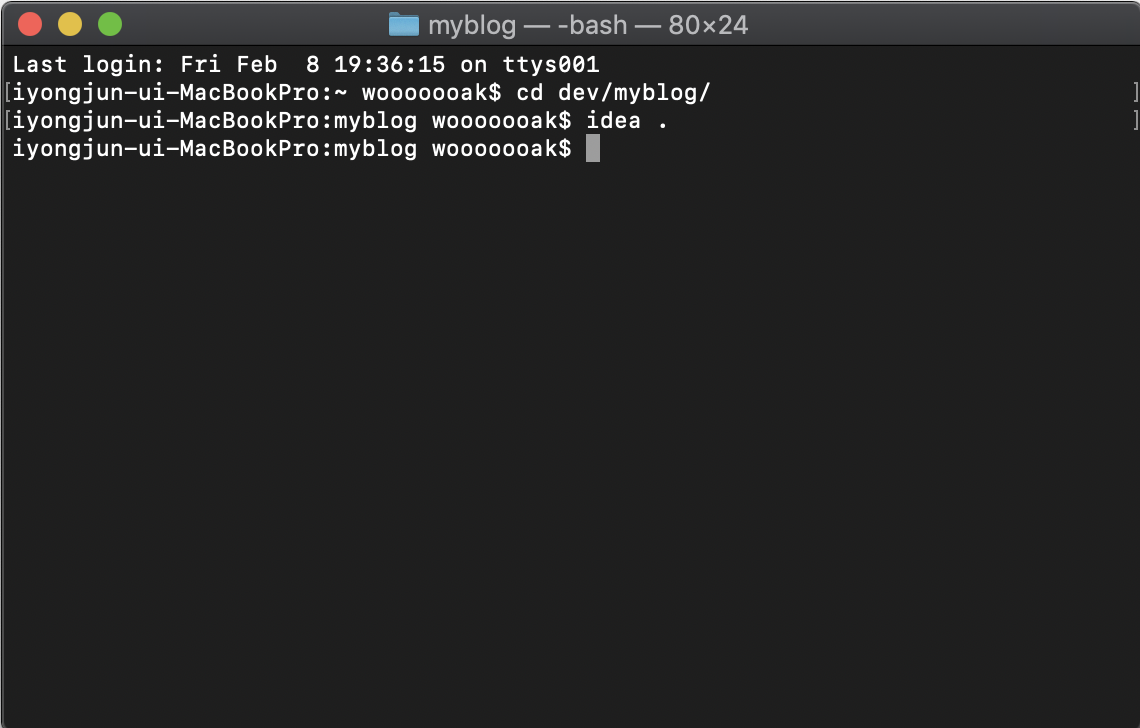 myblog — -bash — 80×24
Last login: Fri Feb  8 19:36:15 on ttys001
[iyongjun-ui-MacBookPro:~ wooooooak$ cd dev/myblog/ ]
[iyongjun-ui-MacBookPro:myblog wooooooak$ idea . ]
iyongjun-ui-MacBookPro:myblog wooooooak$